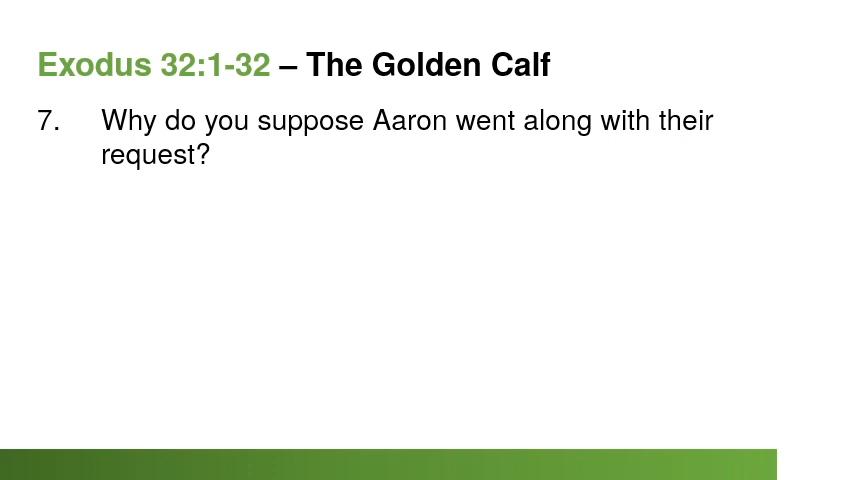 Exodus 32:1-32 – The Golden Calf
7. Why do you suppose Aaron went along with their
request?